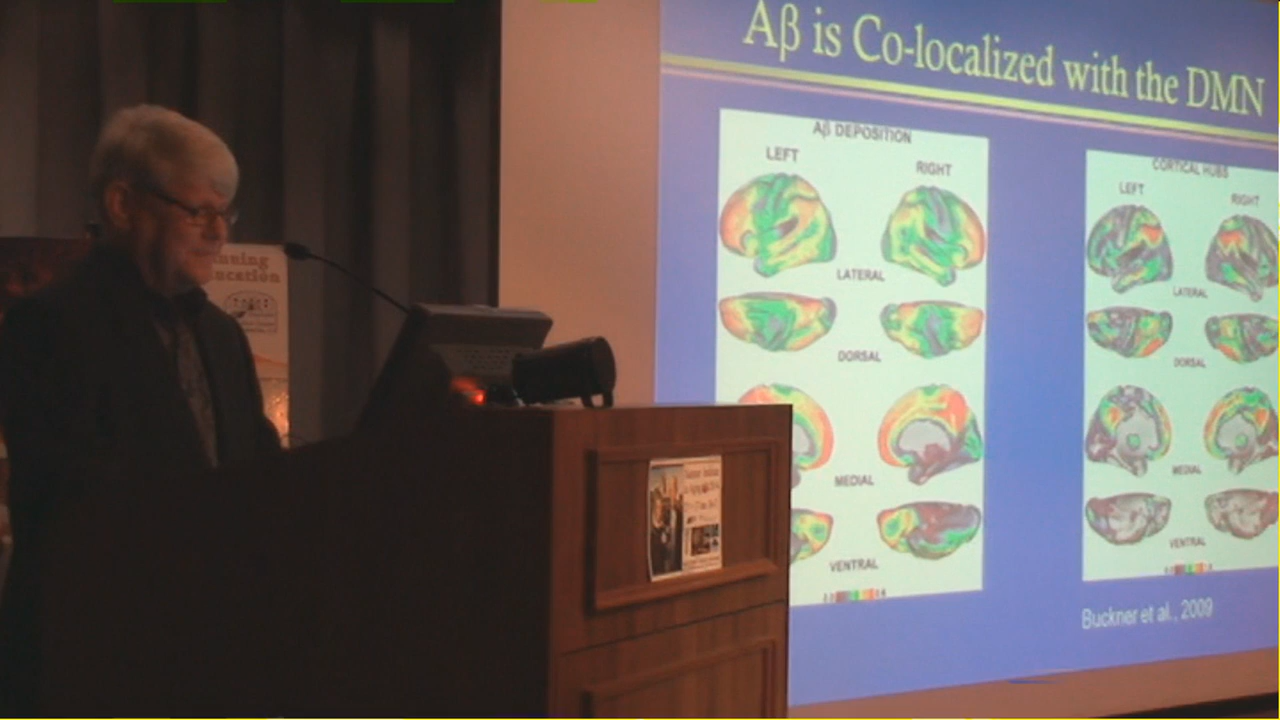 Aβ is Co-localized with the DMN
Aβ DEPOSITION
LEFT
RIGHT
LATERAL
DORSAL
MEDIAL
VENTRAL
CORTICAL HUBS
LEFT
RIGHT
LATERAL
DORSAL
MEDIAL
VENTRAL
Buckner et al., 2009